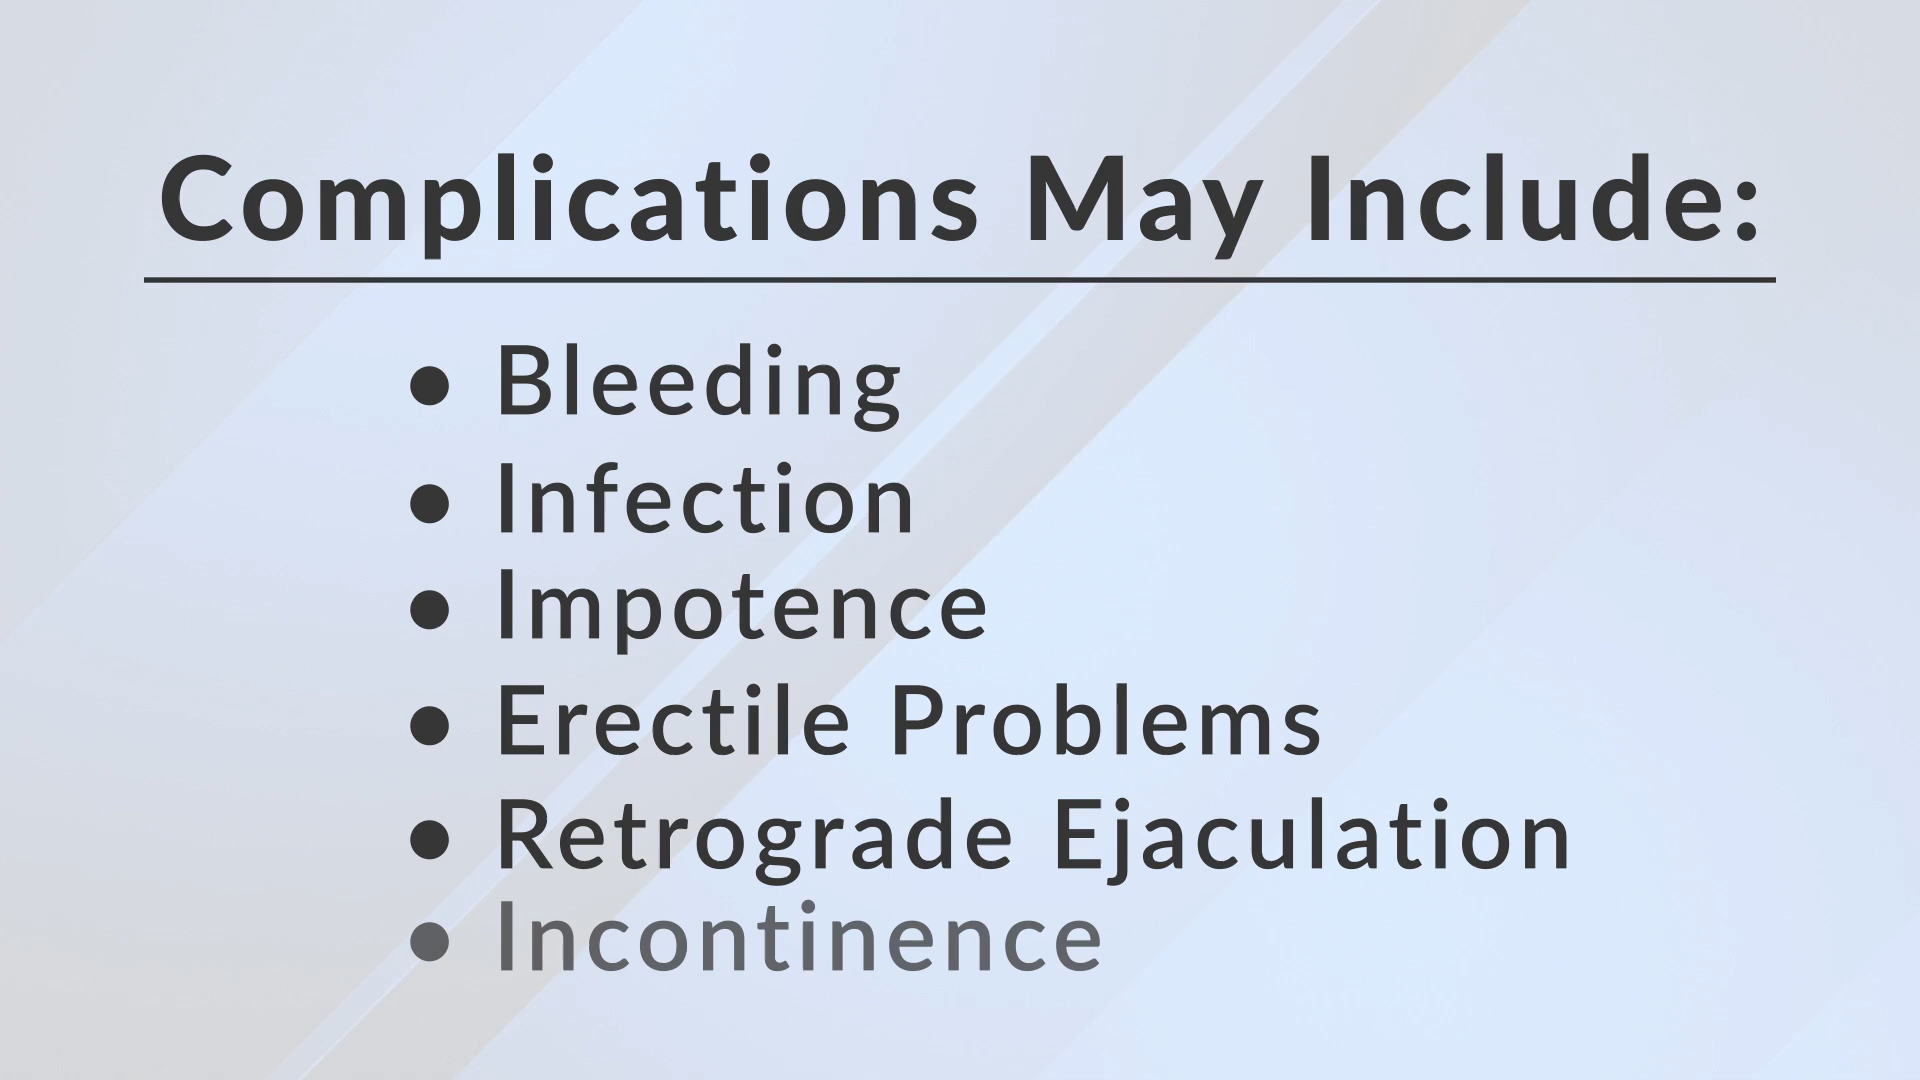 Complications May Include:
• Bleeding
• Infection
• Impotence
• Erectile Problems
• Retrograde Ejaculation
• Incontinence